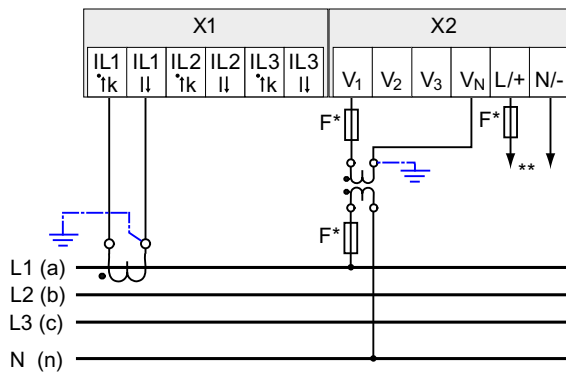 X1 X2
IL1 IL1 IL2 IL2 IL3 IL3
↑k l↓ ↑k l↓ ↑k l↓
V1 V2 V3 VN L/+ N/-
F* F*
**
F*
L1 (a)
L2 (b)
L3 (c)
N (n)